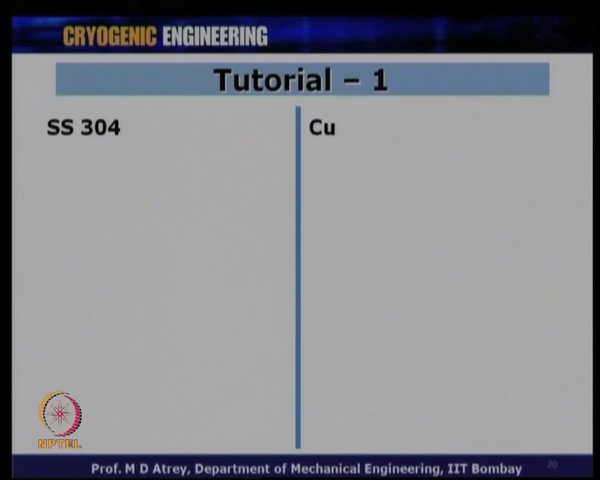 CRYOGENIC ENGINEERING
Tutorial – 1
SS 304
Cu
NPTEL
Prof. M D Atrey, Department of Mechanical Engineering, IIT Bombay
20